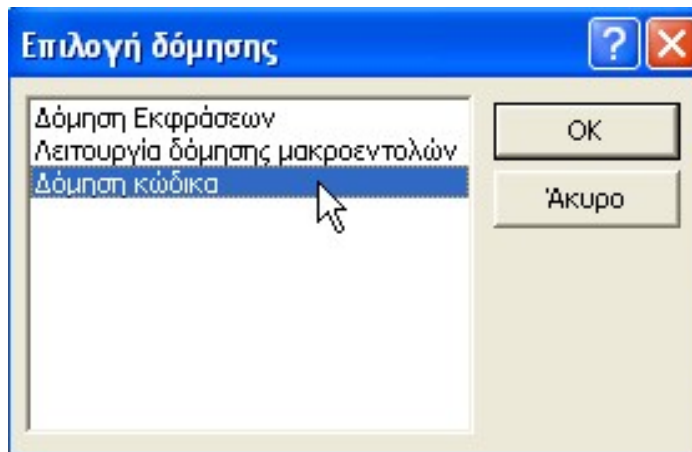 Επιλογή δόμησης
Δόμηση Εκφράσεων
Λειτουργία δόμησης μακροεντολών
Δόμηση κώδικα
OK
Άκυρο